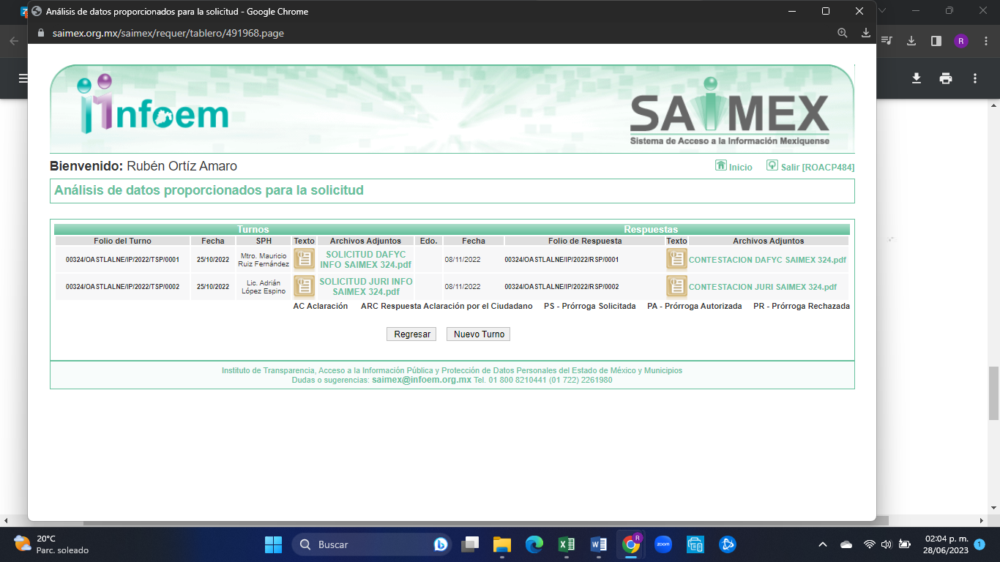 Análisis de datos proporcionados para la solicitud - Google Chrome
saimex.org.mx/saimex/requer/tablero/491968.page
R
infoem
SAIMEX
Sistema de Acceso a la Información Mexiquense
Bienvenido: Rubén Ortíz Amaro
Inicio Salir [ROACP484]
Análisis de datos proporcionados para la solicitud
Turnos Respuestas
Folio del Turno Fecha SPH Texto Archivos Adjuntos Edo. Fecha Folio de Respuesta Texto Archivos Adjuntos
00324/OASTLALNE/IP/2022/TSP/0001 25/10/2022 Mtro. Mauricio Ruiz Fernández SOLICITUD DAFYC INFO SAIMEX 324.pdf 08/11/2022 00324/OASTLALNE/IP/2022/RSP/0001 CONTESTACION DAFYC SAIMEX 324.pdf
00324/OASTLALNE/IP/2022/TSP/0002 25/10/2022 Lic. Adrián López Espino SOLICITUD JURI INFO SAIMEX 324.pdf 08/11/2022 00324/OASTLALNE/IP/2022/RSP/0002 CONTESTACION JURI SAIMEX 324.pdf
AC Aclaración ARC Respuesta Aclaración por el Ciudadano PS - Prórroga Solicitada PA - Prórroga Autorizada PR - Prórroga Rechazada
Regresar Nuevo Turno
Instituto de Transparencia, Acceso a la Información Pública y Protección de Datos Personales del Estado de México y Municipios
Dudas o sugerencias: saimex@infoem.org.mx Tel. 01 800 8210441 (01 722) 2261980
20°C
Parc. soleado
Buscar
R
zoom
02:04 p. m.
28/06/2023
1